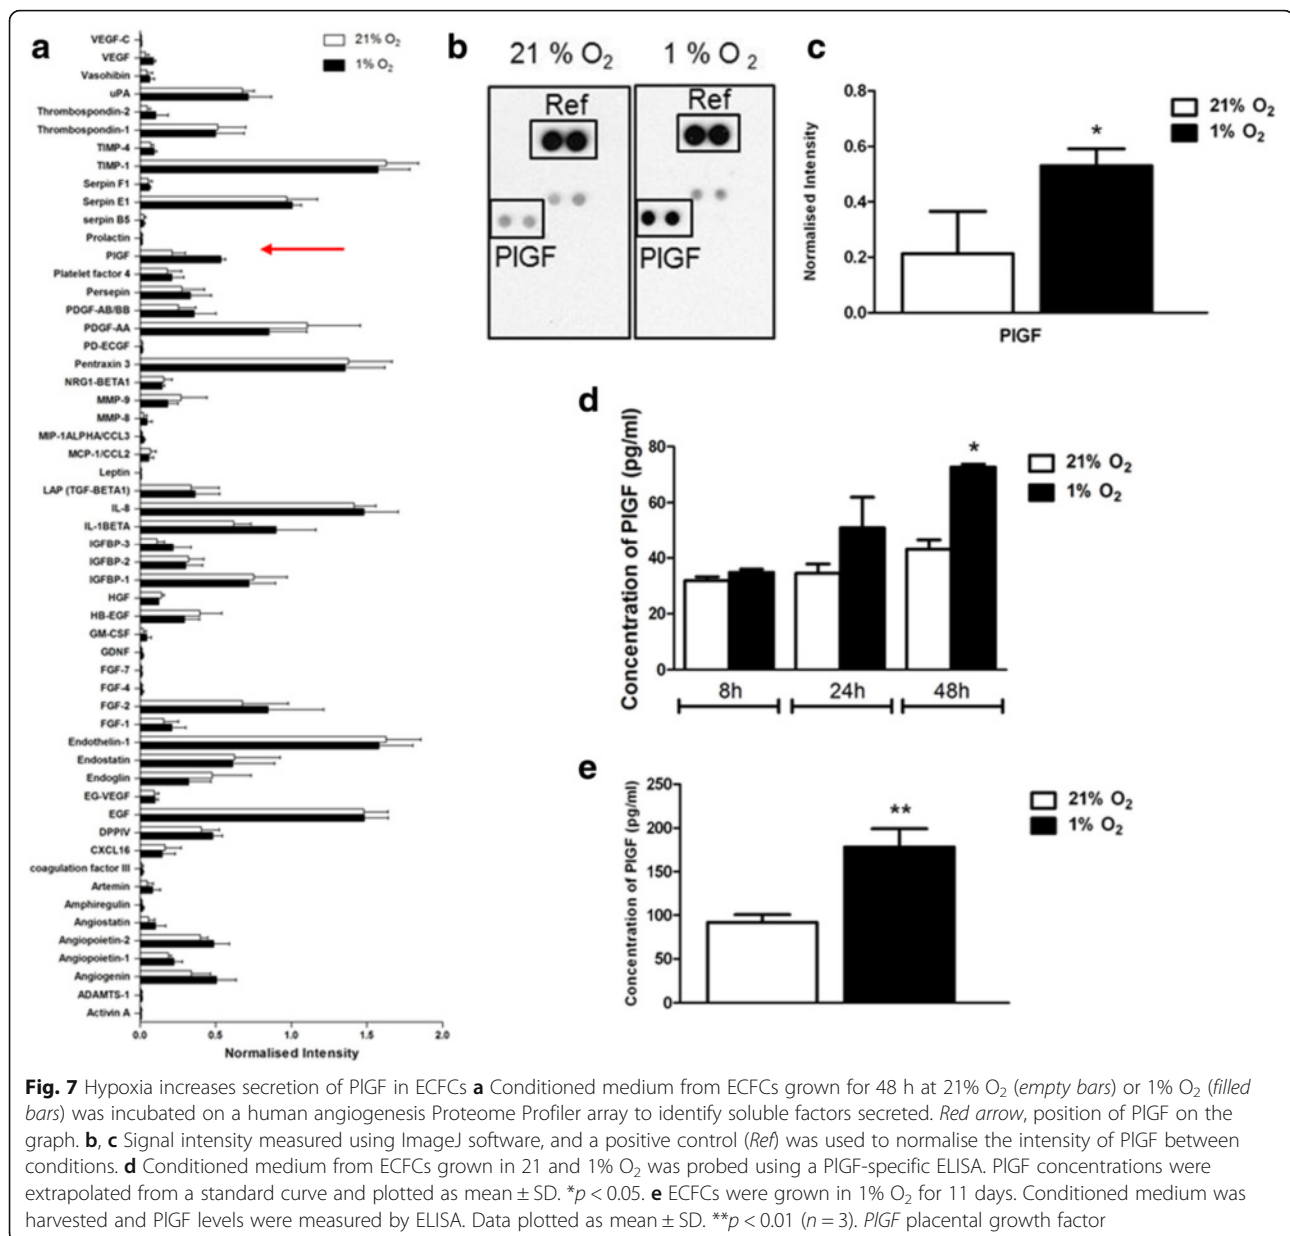 a
21% O2
1% O2
VEGF-C
VEGF
Vasohibin
uPA
Thrombospondin-2
Thrombospondin-1
TIMP-4
TIMP-1
Serpin F1
Serpin E1
serpin B5
Prolactin
PlGF
Platelet factor 4
Persepin
PDGF-AB/BB
PDGF-AA
PD-ECGF
Pentraxin 3
NRG1-BETA1
MMP-9
MMP-8
MIP-1ALPHA/CCL3
MCP-1/CCL2
Leptin
LAP (TGF-BETA1)
IL-8
IL-1BETA
IGFBP-3
IGFBP-2
IGFBP-1
HGF
HB-EGF
GM-CSF
GDNF
FGF-7
FGF-4
FGF-2
FGF-1
Endothelin-1
Endostatin
Endoglin
EG-VEGF
EGF
DPPIV
CXCL16
coagulation factor III
Artemin
Amphiregulin
Angiostatin
Angiopoietin-2
Angiopoietin-1
Angiogenin
ADAMTS-1
Activin A
0.0 0.5 1.0 1.5 2.0
Normalised Intensity
b
21 % O2 1 % O2
Ref Ref
PlGF PlGF
c
Normalised Intensity
0.8
0.6
0.4
0.2
0.0
*
PlGF
21% O2
1% O2
d
Concentration of PlGF (pg/ml)
80
60
40
20
0
*
8h 24h 48h
21% O2
1% O2
e
Concentration of PlGF (pg/ml)
250
200
150
100
50
0
**
21% O2
1% O2
Fig. 7 Hypoxia increases secretion of PlGF in ECFCs a Conditioned medium from ECFCs grown for 48 h at 21% O2 (empty bars) or 1% O2 (filled
bars) was incubated on a human angiogenesis Proteome Profiler array to identify soluble factors secreted. Red arrow, position of PlGF on the
graph. b, c Signal intensity measured using ImageJ software, and a positive control (Ref) was used to normalise the intensity of PlGF between
conditions. d Conditioned medium from ECFCs grown in 21 and 1% O2 was probed using a PlGF-specific ELISA. PlGF concentrations were
extrapolated from a standard curve and plotted as mean ± SD. *p < 0.05. e ECFCs were grown in 1% O2 for 11 days. Conditioned medium was
harvested and PlGF levels were measured by ELISA. Data plotted as mean ± SD. **p < 0.01 (n = 3). PlGF placental growth factor